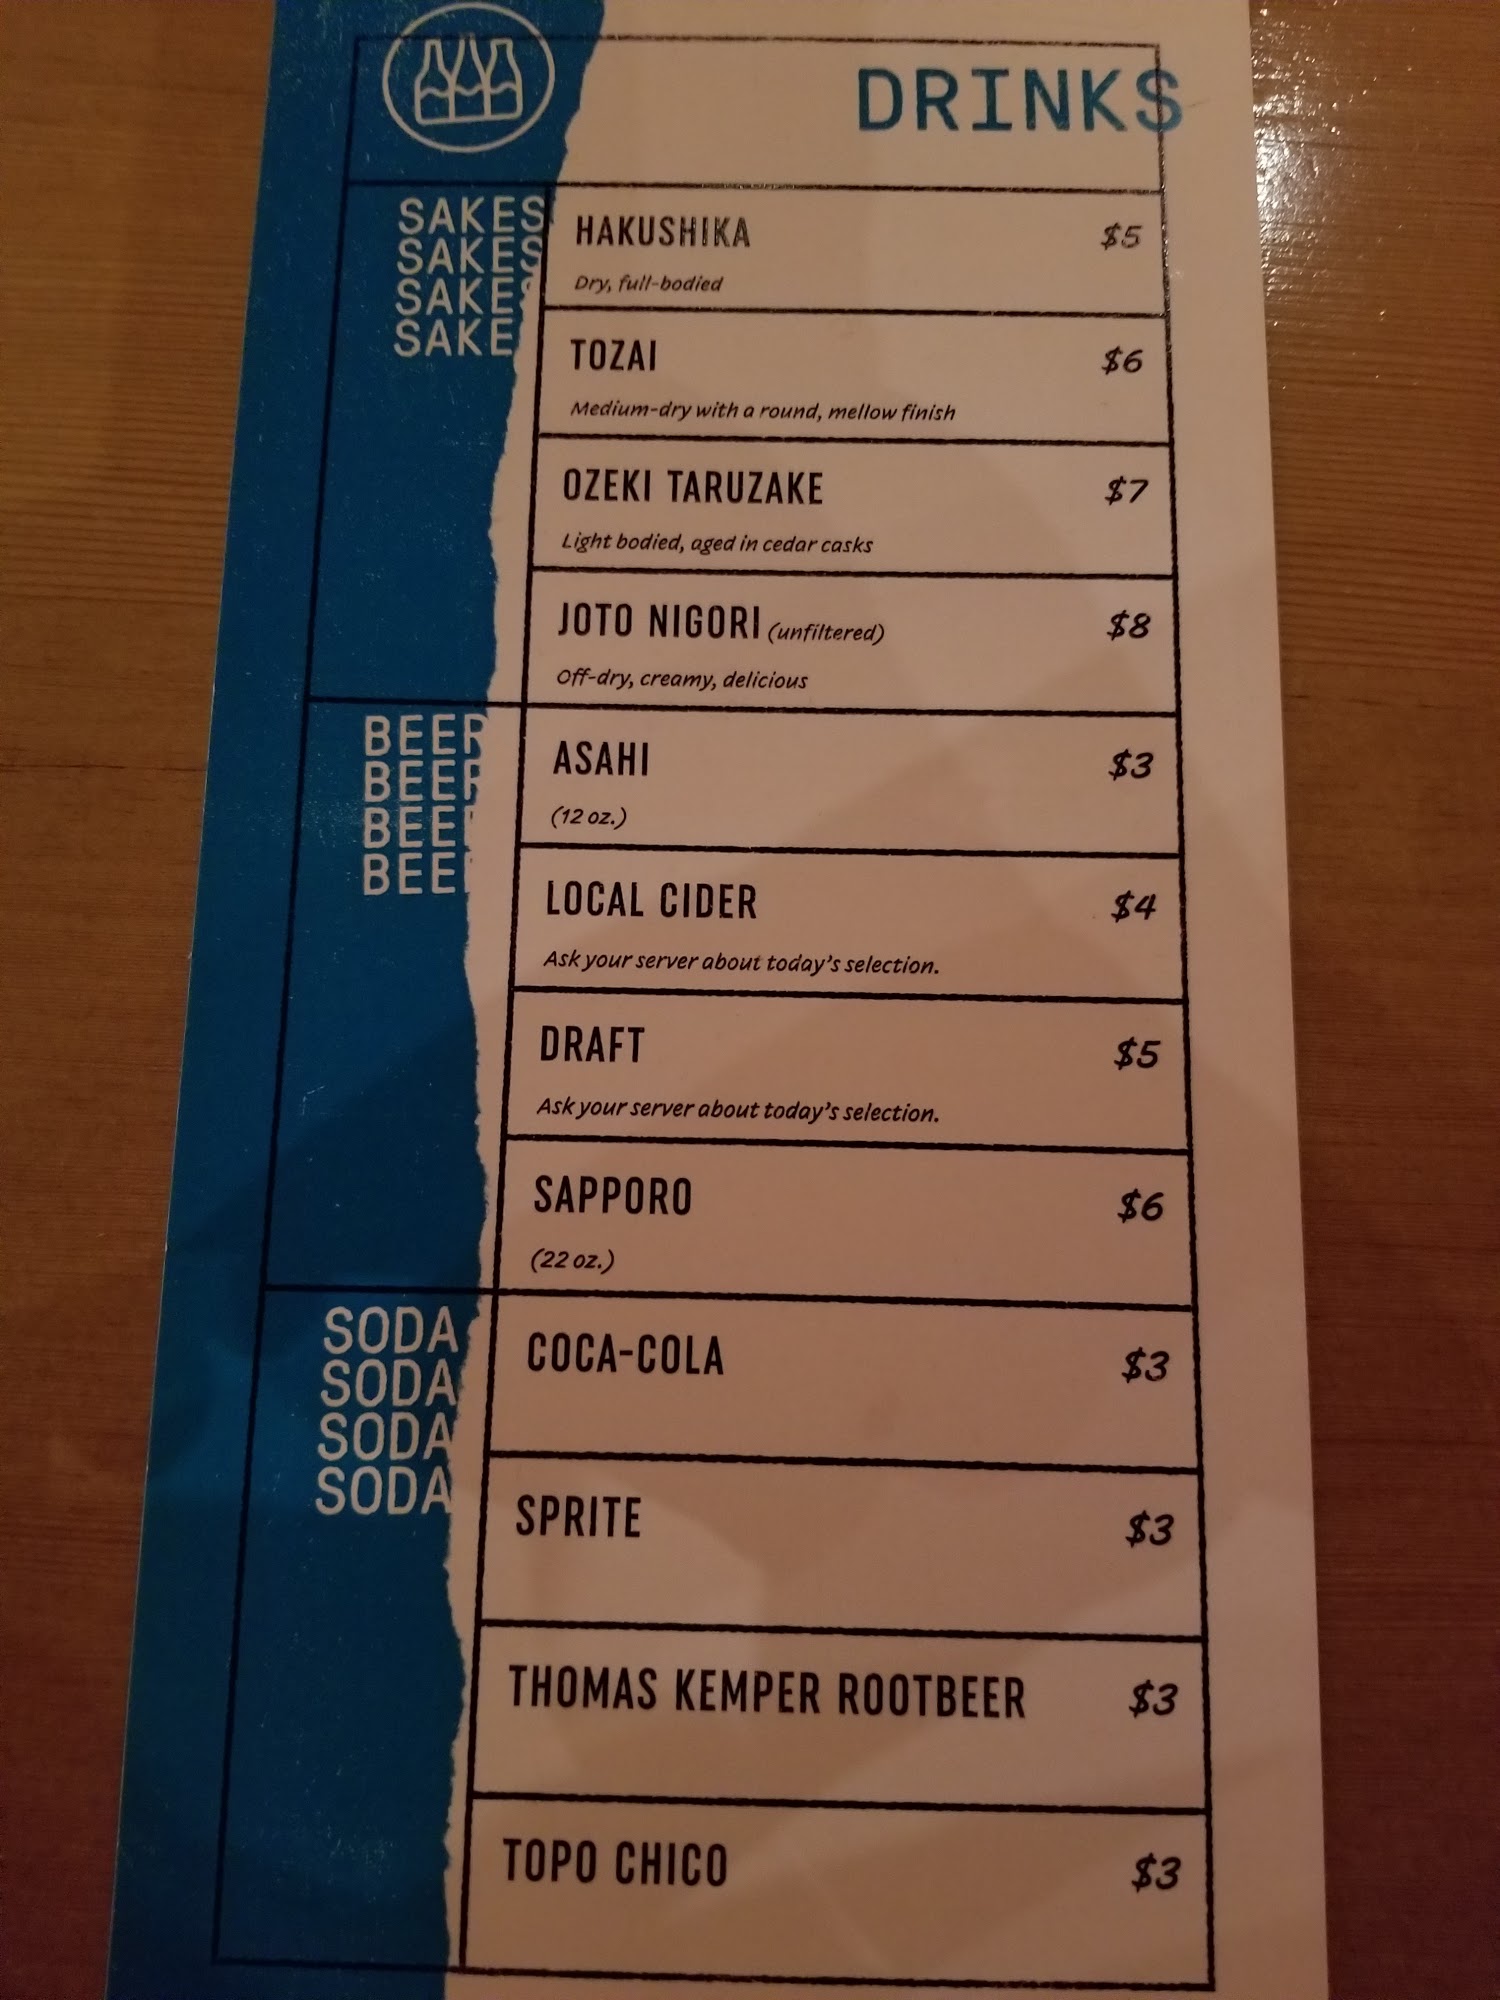 DRINKS
SAKES
SAKES
SAKES
SAKE
HAKUSHIKA $5
Dry, full-bodied
TOZAI $6
Medium-dry with a round, mellow finish
OZEKI TARUZAKE $7
Light bodied, aged in cedar casks
JOTO NIGORI (unfiltered) $8
Off-dry, creamy, delicious
BEER
BEER
BEER
BEER
ASAHI $3
(12 oz.)
LOCAL CIDER $4
Ask your server about today's selection.
DRAFT $5
Ask your server about today's selection.
SAPPORO $6
(22 oz.)
SODA
SODA
SODA
SODA
COCA-COLA $3
SPRITE $3
THOMAS KEMPER ROOTBEER $3
TOPO CHICO $3